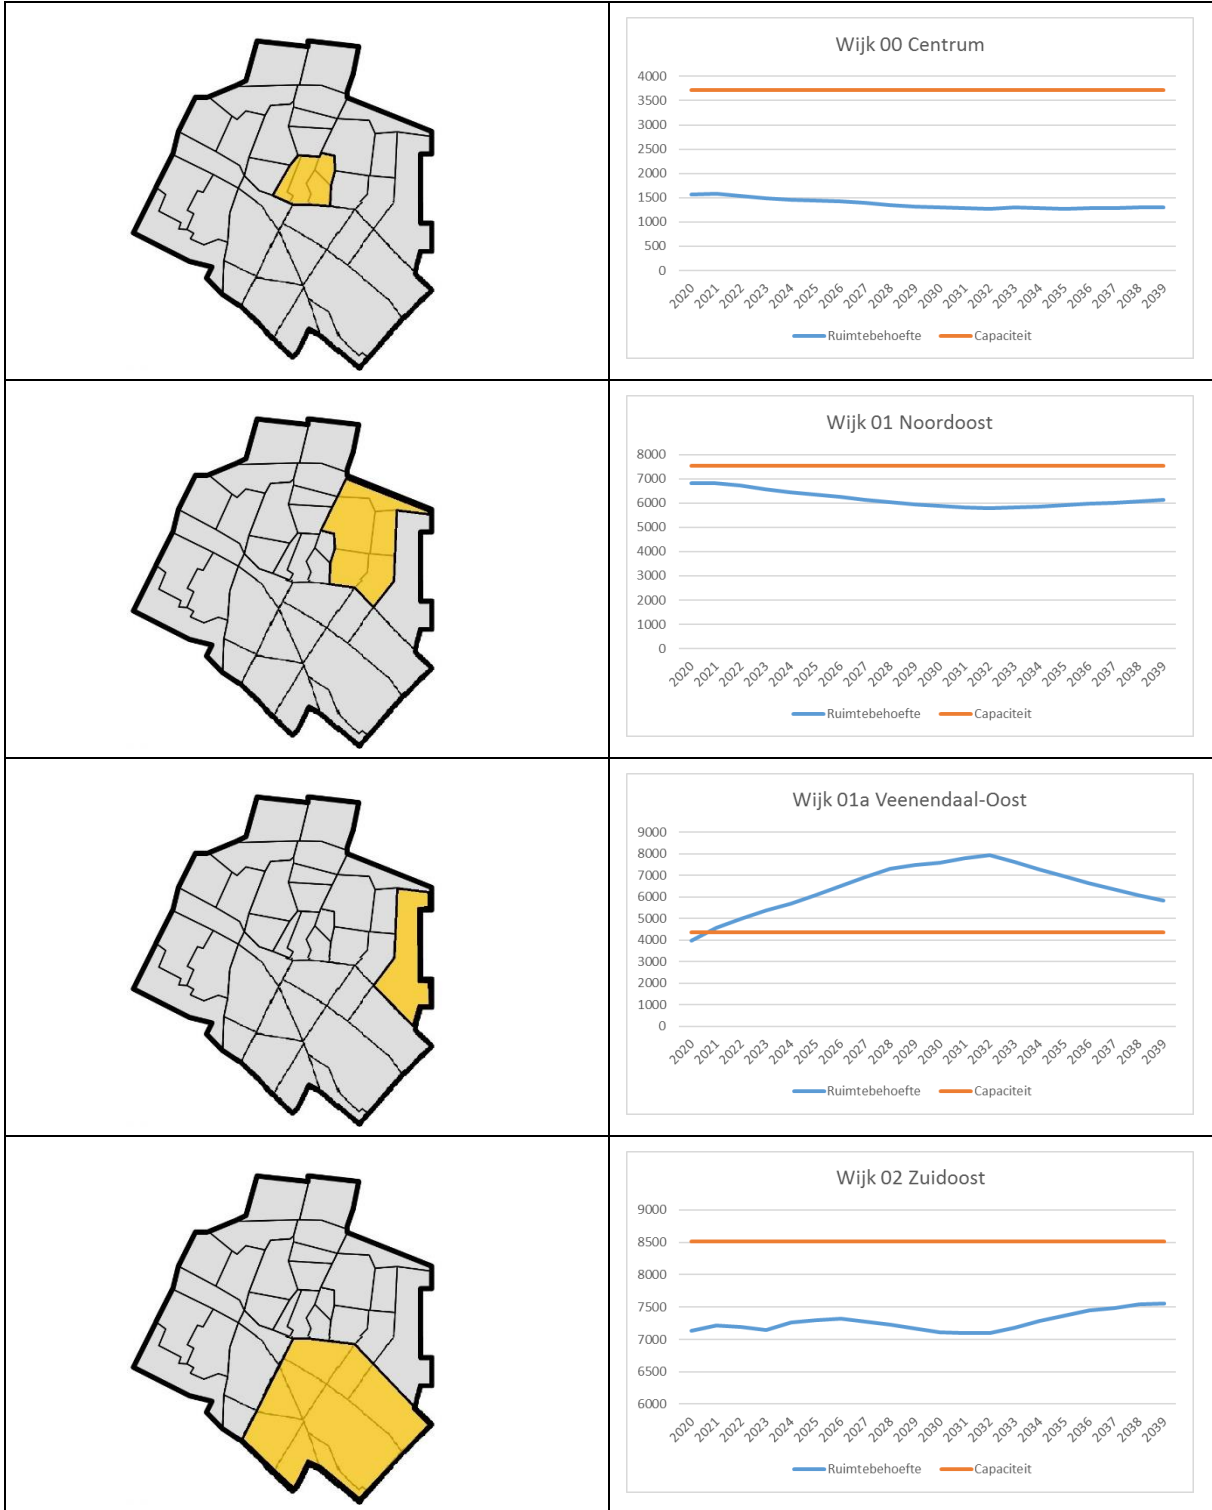 Wijk 00 Centrum
4000
3500
3000
2500
2000
1500
1000
500
0
2020 2021 2022 2023 2024 2025 2026 2027 2028 2029 2030 2031 2032 2033 2034 2035 2036 2037 2038 2039
Ruimtebehoefte Capaciteit
Wijk 01 Noordoost
8000
7000
6000
5000
4000
3000
2000
1000
0
2020 2021 2022 2023 2024 2025 2026 2027 2028 2029 2030 2031 2032 2033 2034 2035 2036 2037 2038 2039
Ruimtebehoefte Capaciteit
Wijk 01a Veenendaal-Oost
9000
8000
7000
6000
5000
4000
3000
2000
1000
0
2020 2021 2022 2023 2024 2025 2026 2027 2028 2029 2030 2031 2032 2033 2034 2035 2036 2037 2038 2039
Ruimtebehoefte Capaciteit
Wijk 02 Zuidoost
9000
8500
8000
7500
7000
6500
6000
2020 2021 2022 2023 2024 2025 2026 2027 2028 2029 2030 2031 2032 2033 2034 2035 2036 2037 2038 2039
Ruimtebehoefte Capaciteit